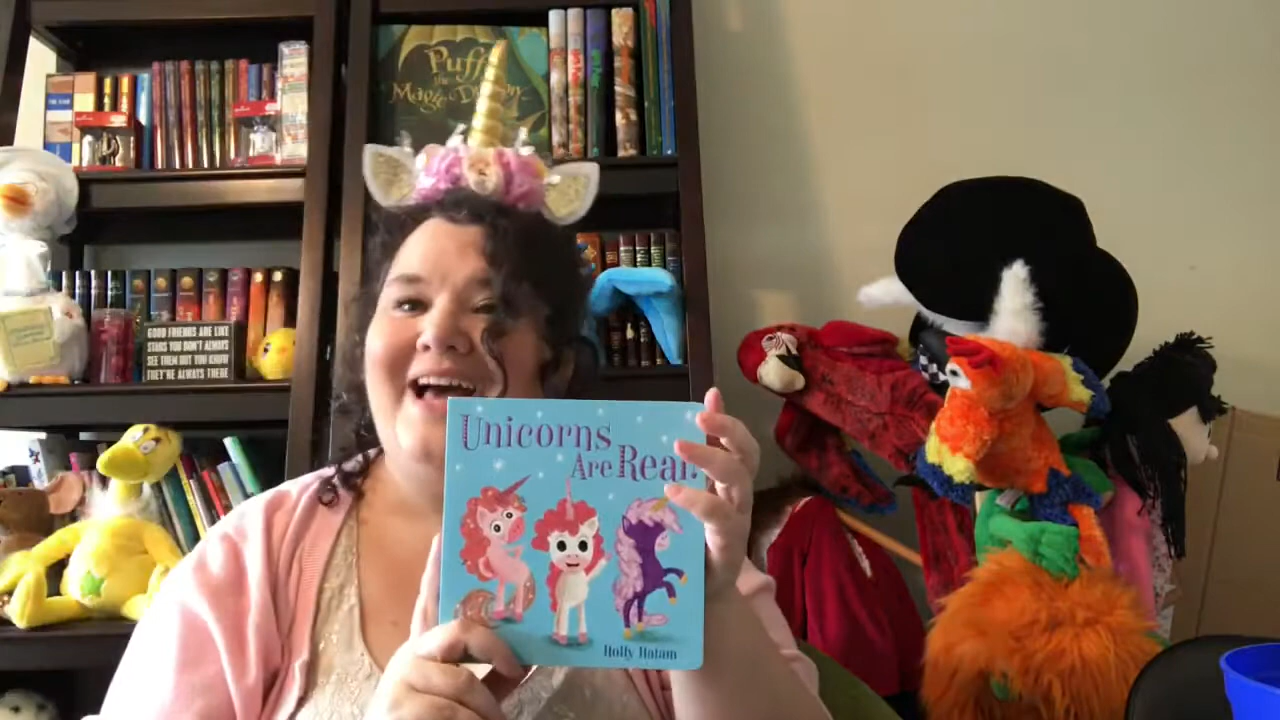 Puff
the
Magic Dragon
GOOD FRIENDS ARE LIKE
STARS YOU DON'T ALWAYS
SEE THEM BUT YOU KNOW
THEY'RE ALWAYS THERE
Unicorns
Are Real!
Holly Hatam